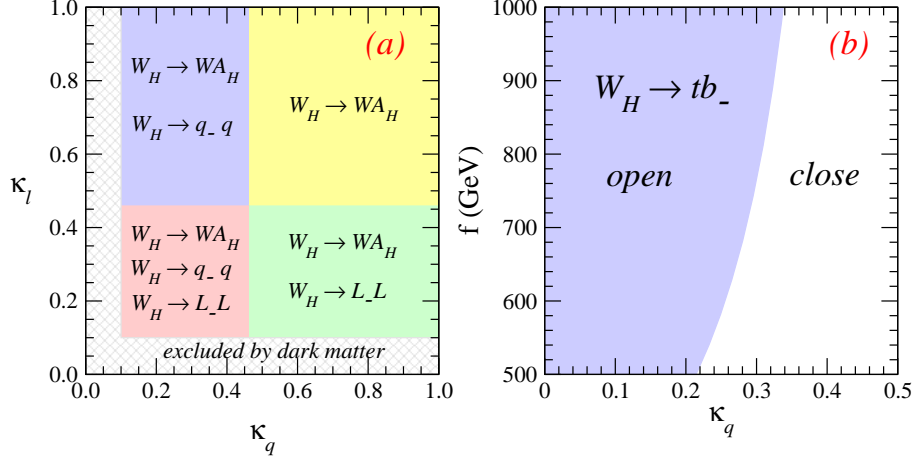 (a)
W_H → WA_H
W_H → q_- q
W_H → WA_H
W_H → WA_H
W_H → q_- q
W_H → L_- L
W_H → WA_H
W_H → L_- L
excluded by dark matter
κ_l
1.0
0.8
0.6
0.4
0.2
0.0
0.0 0.2 0.4 0.6 0.8 1.0
κ_q
(b)
W_H → tb_-
open close
f (GeV)
1000
900
800
700
600
500
0 0.1 0.2 0.3 0.4 0.5
κ_q